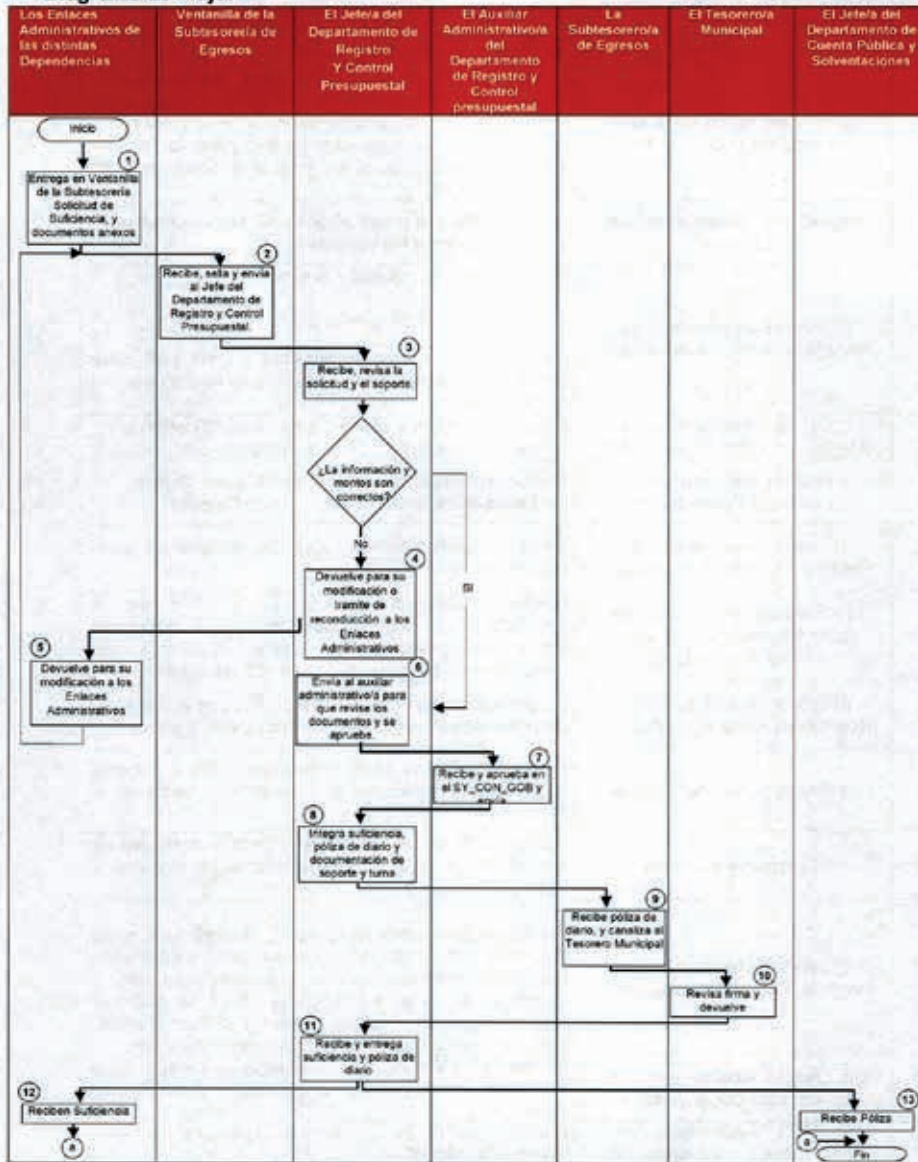 Los Enlaces
Administrativos de
las distintas
Dependencias
Ventanilla de la
Subtesorería de
Egresos
El Jefe/a del
Departamento de
Registro
Y Control
Presupuestal
El Auxiliar
Administrativo/a
del
Departamento
de Registro y
Control
presupuestal
La
Subtesorero/a
de Egresos
El Tesorero/a
Municipal
El Jefe/a del
Departamento de
Cuenta Pública y
Solventaciones
Inicio
1
Entrega en Ventanilla
de la Subtesorería
Solicitud de
Suficiencia, y
documentos anexos
2
Recibe, sella y envía
al Jefe del
Departamento de
Registro y Control
Presupuestal.
3
Recibe, revisa la
solicitud y el soporte.
¿La información y
montos son
correctos?
No
SI
4
Devuelve para su
modificación o
tramite de
reconducción a los
Enlaces
Administrativos
5
Devuelve para su
modificación a los
Enlaces
Administrativos
6
Envía al auxiliar
administrativo/a para
que revise los
documentos y se
apruebe.
7
Recibe y aprueba en
el SY_CON_GOB y
envía
8
Integra suficiencia,
póliza de diario y
documentación de
soporte y turna
9
Recibe póliza de
diario, y canaliza al
Tesorero Municipal
10
Revisa firma y
devuelve
11
Recibe y entrega
suficiencia y póliza de
diario
12
Reciben Suficiencia
a
13
Recibe Póliza
a
Fin